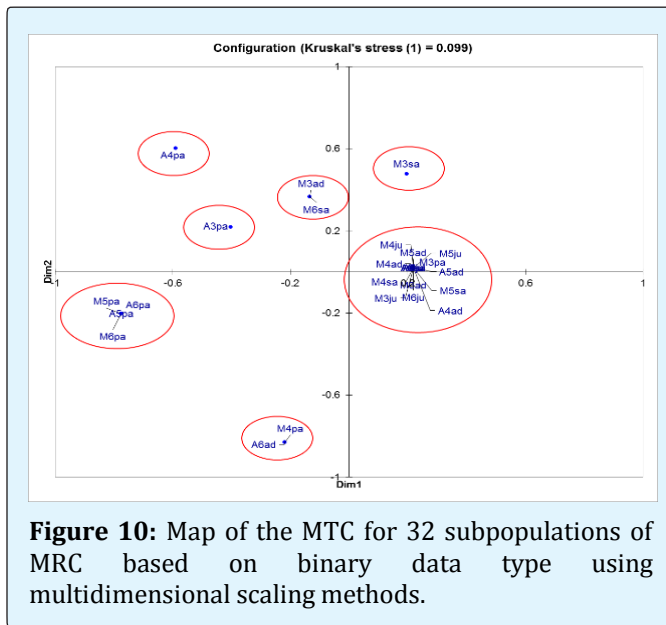 Configuration (Kruskal's stress (1) = 0.099)
1
A4pa
0.6
M3sa
M3ad
M6sa
A3pa
0.2
M4ju
M5ad
M5ju
M4ad
M3pa
A5ad
Dim2
-1
-0.6
-0.2
0.6
1
M5pa
A6pa
A5pa
M4sa
M6ad
M5sa
-0.2
M3ju
M6ju
A4ad
M6pa
-0.6
M4pa
A6ad
-1
Dim1
Figure 10: Map of the MTC for 32 subpopulations of
MRC based on binary data type using
multidimensional scaling methods.